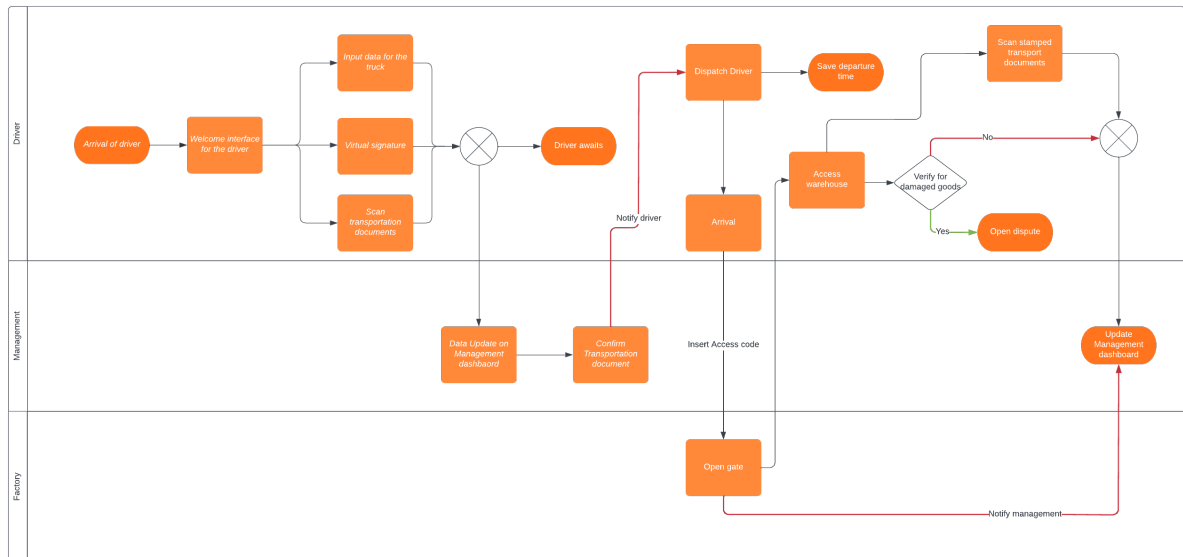 Driver
Arrival of driver
Welcome interface
for the driver
Input data for the
truck
Virtual signature
Scan
transportation
documents
Driver awaits
Notify driver
Dispatch Driver
Save departure
time
Arrival
Access
warehouse
Scan stamped
transport
documents
No
Verify for
damaged goods
Yes
Open dispute
Management
Data Update on
Management
dashbaord
Confirm
Transportation
document
Insert Access code
Update
Management
dashboard
Factory
Open gate
Notify management